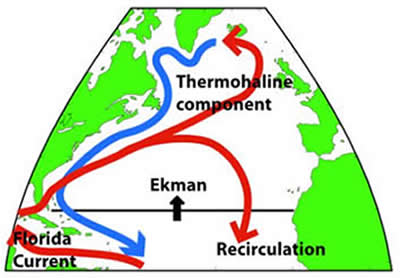 Thermohaline
component
Ekman
Florida
Current
Recirculation